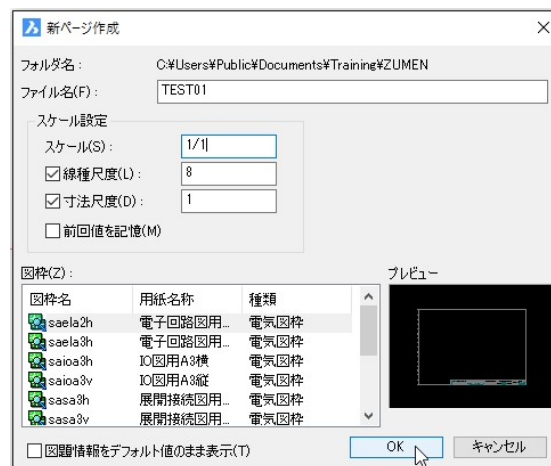 新ページ作成
フォルダ名： C:¥Users¥Public¥Documents¥Training¥ZUMEN
ファイル名(F)： TEST01
スケール設定
スケール(S)： 1/1
線種尺度(L)： 8
寸法尺度(D)： 1
前回値を記憶(M)
図枠(Z)： プレビュー
図枠名 用紙名称 種類
saela2h 電子回路図用... 電気図枠
saela3h 電子回路図用... 電気図枠
saioa3h IO図用A3横 電気図枠
saioa3v IO図用A3縦 電気図枠
sasa3h 展開接続図用... 電気図枠
sasa3v 展開接続図用... 電気図枠
図題情報をデフォルト値のまま表示(T) OK キャンセル